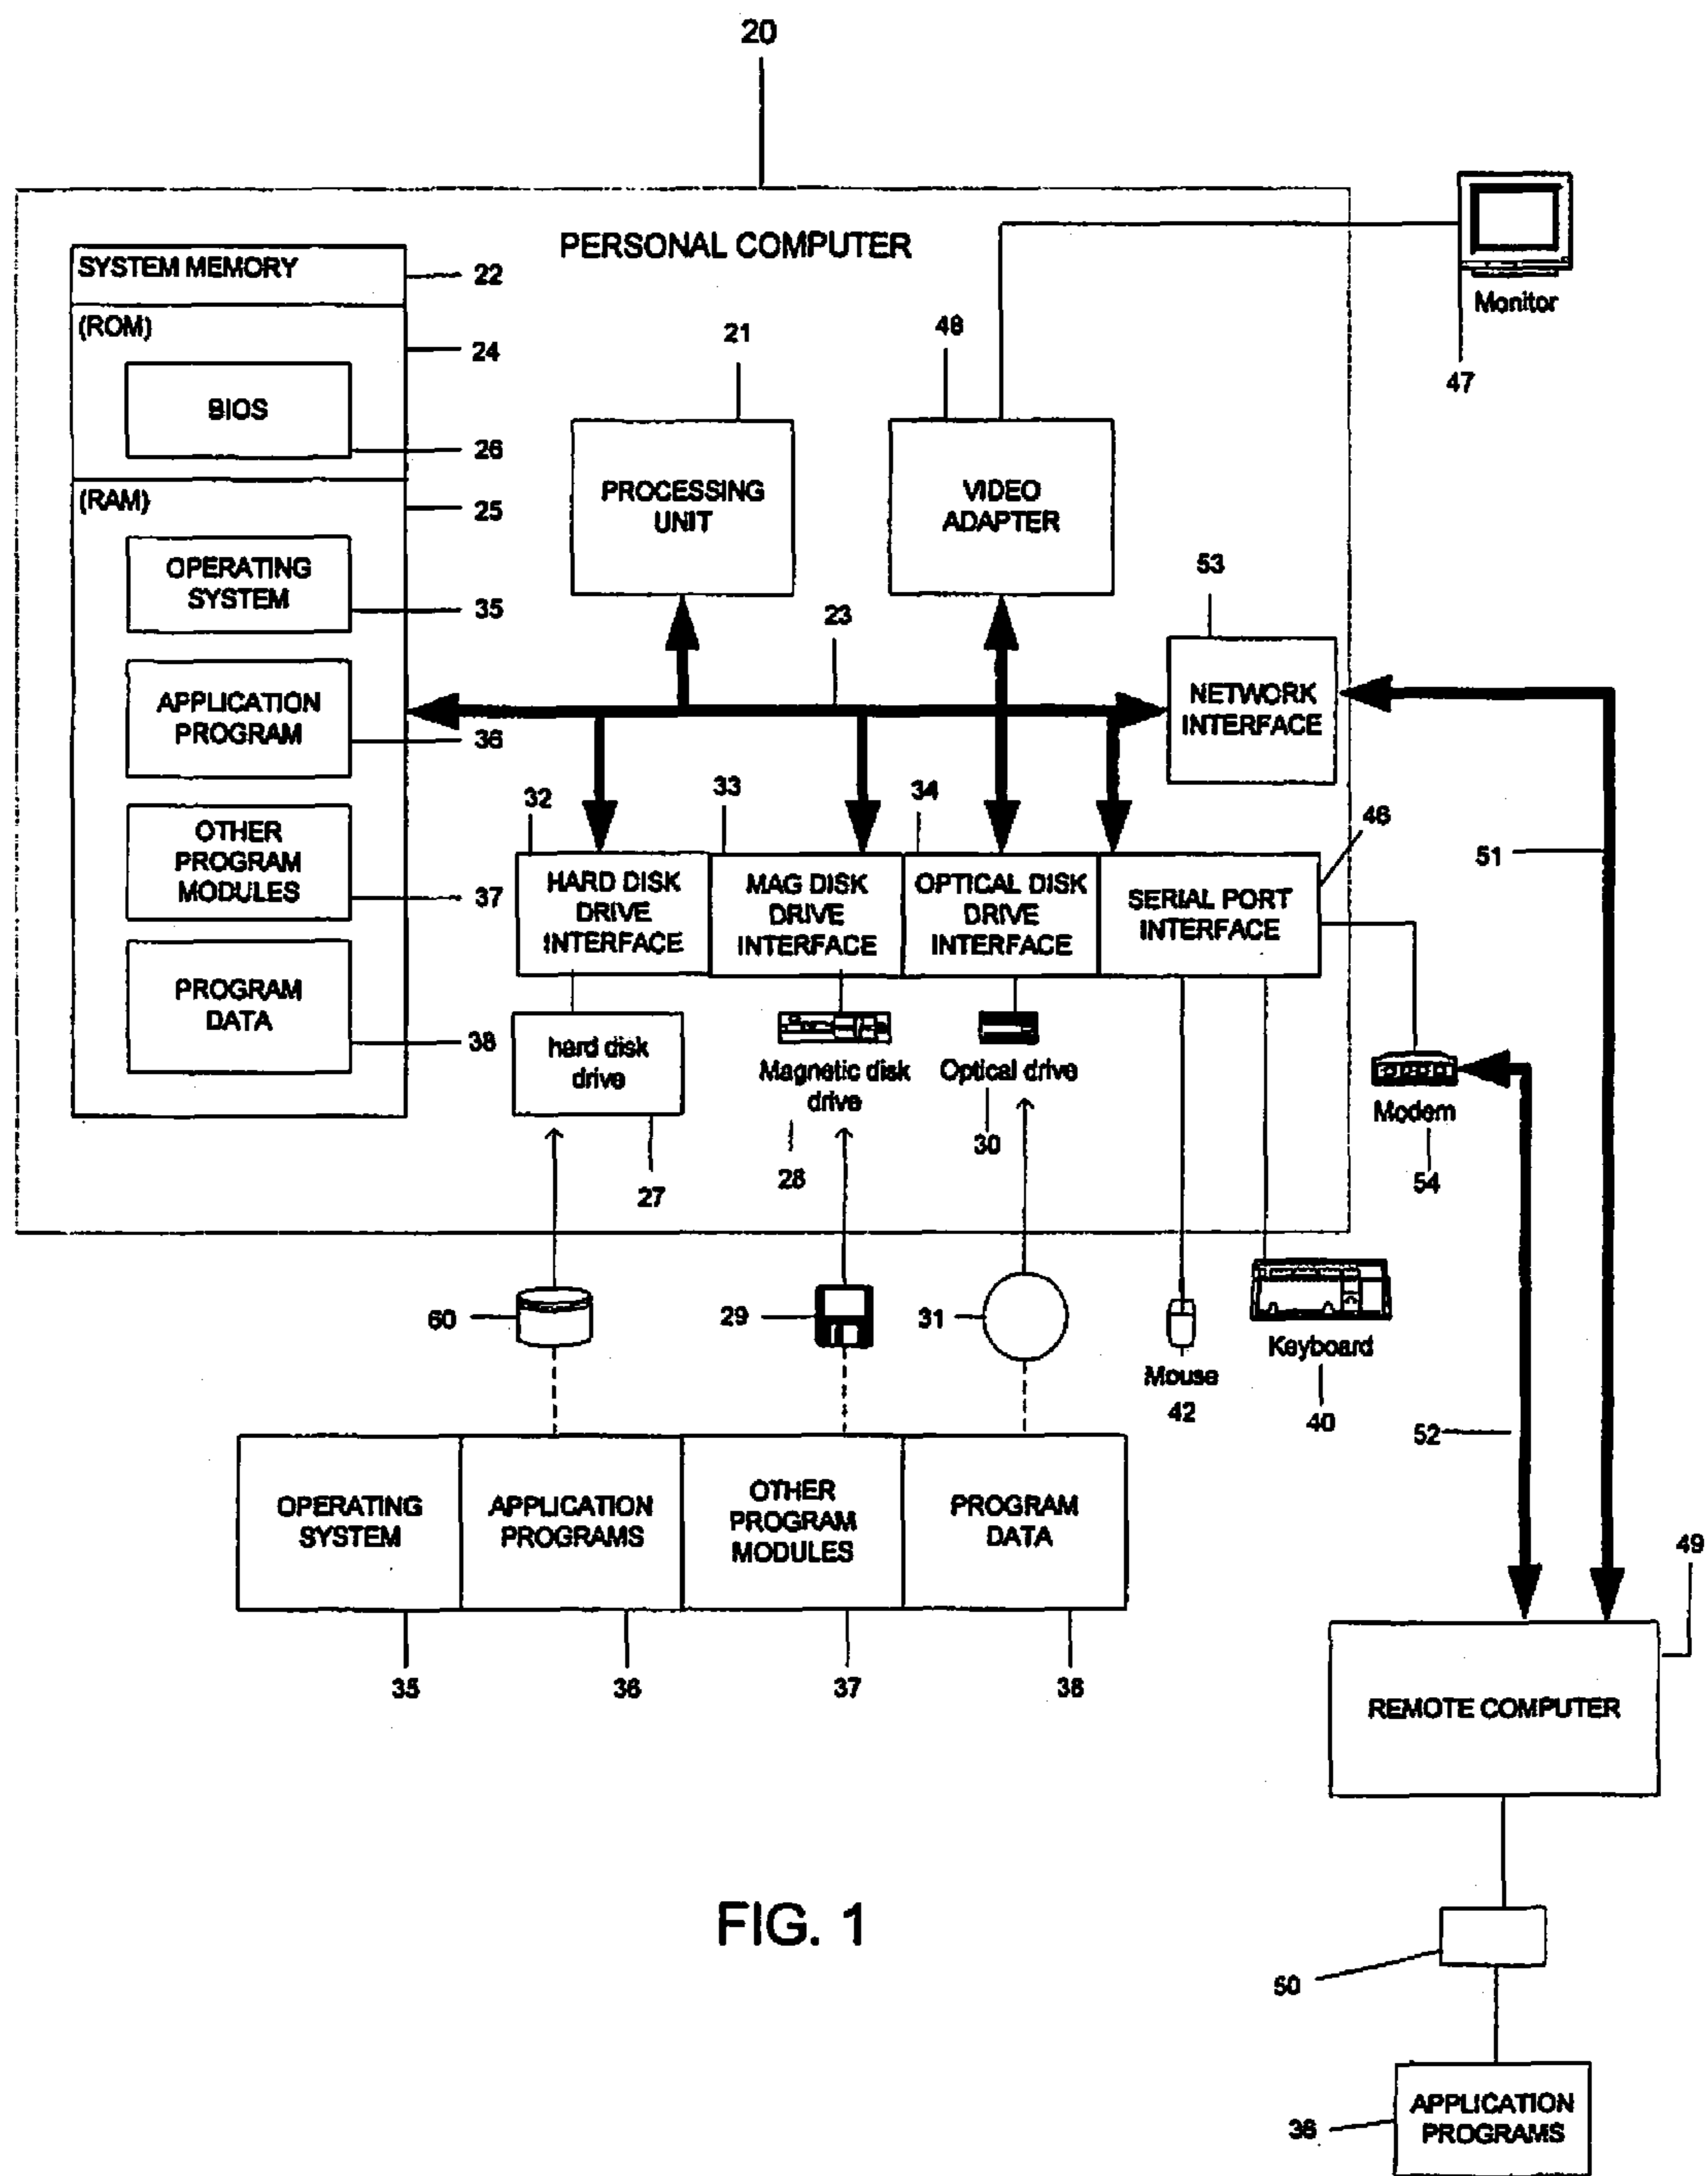 20
PERSONAL COMPUTER
SYSTEM MEMORY
22
(ROM)
24
BIOS
26
(RAM)
25
OPERATING
SYSTEM
35
APPLICATION
PROGRAM
36
OTHER
PROGRAM
MODULES
37
PROGRAM
DATA
38
21
PROCESSING
UNIT
48
VIDEO
ADAPTER
Monitor
47
23
53
NETWORK
INTERFACE
32
HARD DISK
DRIVE
INTERFACE
33
MAG DISK
DRIVE
INTERFACE
34
OPTICAL DISK
DRIVE
INTERFACE
46
SERIAL PORT
INTERFACE
51
hard disk
drive
27
Magnetic disk
drive
28
Optical drive
30
Modem
54
60
29
31
Mouse
42
Keyboard
40
52
OPERATING
SYSTEM
35
APPLICATION
PROGRAMS
36
OTHER
PROGRAM
MODULES
37
PROGRAM
DATA
38
49
REMOTE COMPUTER
50
36
APPLICATION
PROGRAMS
FIG. 1